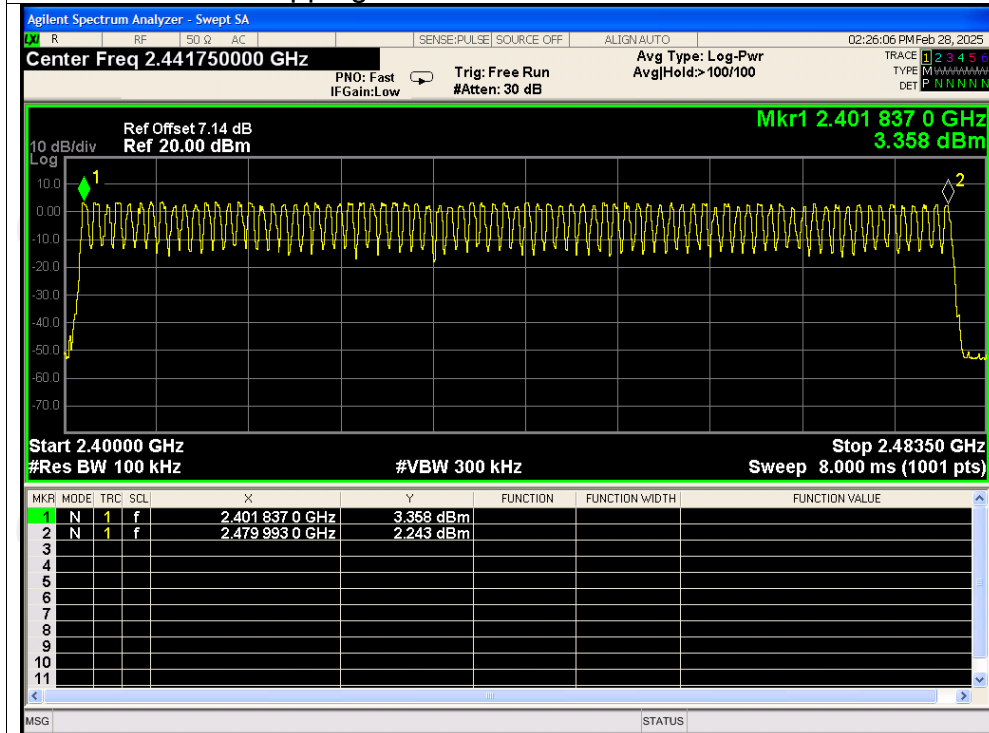 pping
Agilent Spectrum Analyzer - Swept SA
LXI R RF 50 Ω AC SENSE:PULSE SOURCE OFF ALIGN AUTO 02:26:06 PM Feb 28, 2025
Center Freq 2.441750000 GHz
PNO: Fast
IFGain:Low
Trig: Free Run
#Atten: 30 dB
Avg Type: Log-Pwr
Avg|Hold:>100/100
TRACE 1 2 3 4 5 6
TYPE M
DET P N N N N N
Mkr1 2.401 837 0 GHz
3.358 dBm
Ref Offset 7.14 dB
10 dB/div Ref 20.00 dBm
Log
1
2
10.0
0.00
-10.0
-20.0
-30.0
-40.0
-50.0
-60.0
-70.0
Start 2.40000 GHz Stop 2.48350 GHz
#Res BW 100 kHz #VBW 300 kHz Sweep 8.000 ms (1001 pts)
MKR MODE TRC SCL X Y FUNCTION FUNCTION WIDTH FUNCTION VALUE
1 N 1 f 2.401 837 0 GHz 3.358 dBm
2 N 1 f 2.479 993 0 GHz 2.243 dBm
3
4
5
6
7
8
9
10
11
MSG STATUS